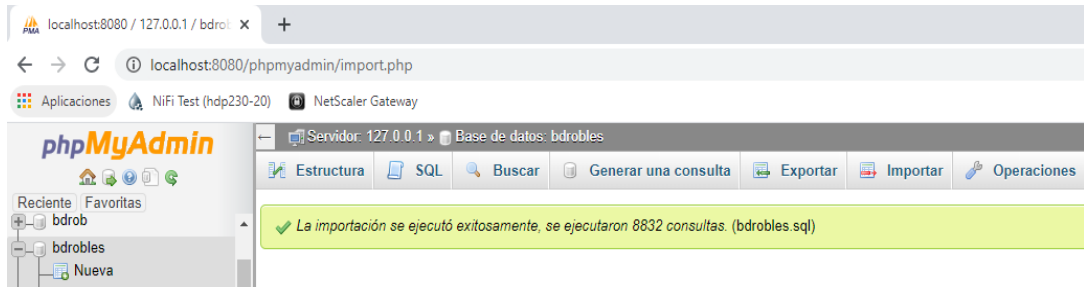 localhost:8080 / 127.0.0.1 / bdrob
localhost:8080/phpmyadmin/import.php
Aplicaciones NiFi Test (hdp230-20) NetScaler Gateway
phpMyAdmin
Servidor: 127.0.0.1 » Base de datos: bdrobles
Estructura SQL Buscar Generar una consulta Exportar Importar Operaciones
Reciente Favoritas
bdrob
La importación se ejecutó exitosamente, se ejecutaron 8832 consultas. (bdrobles.sql)
bdrobles
Nueva